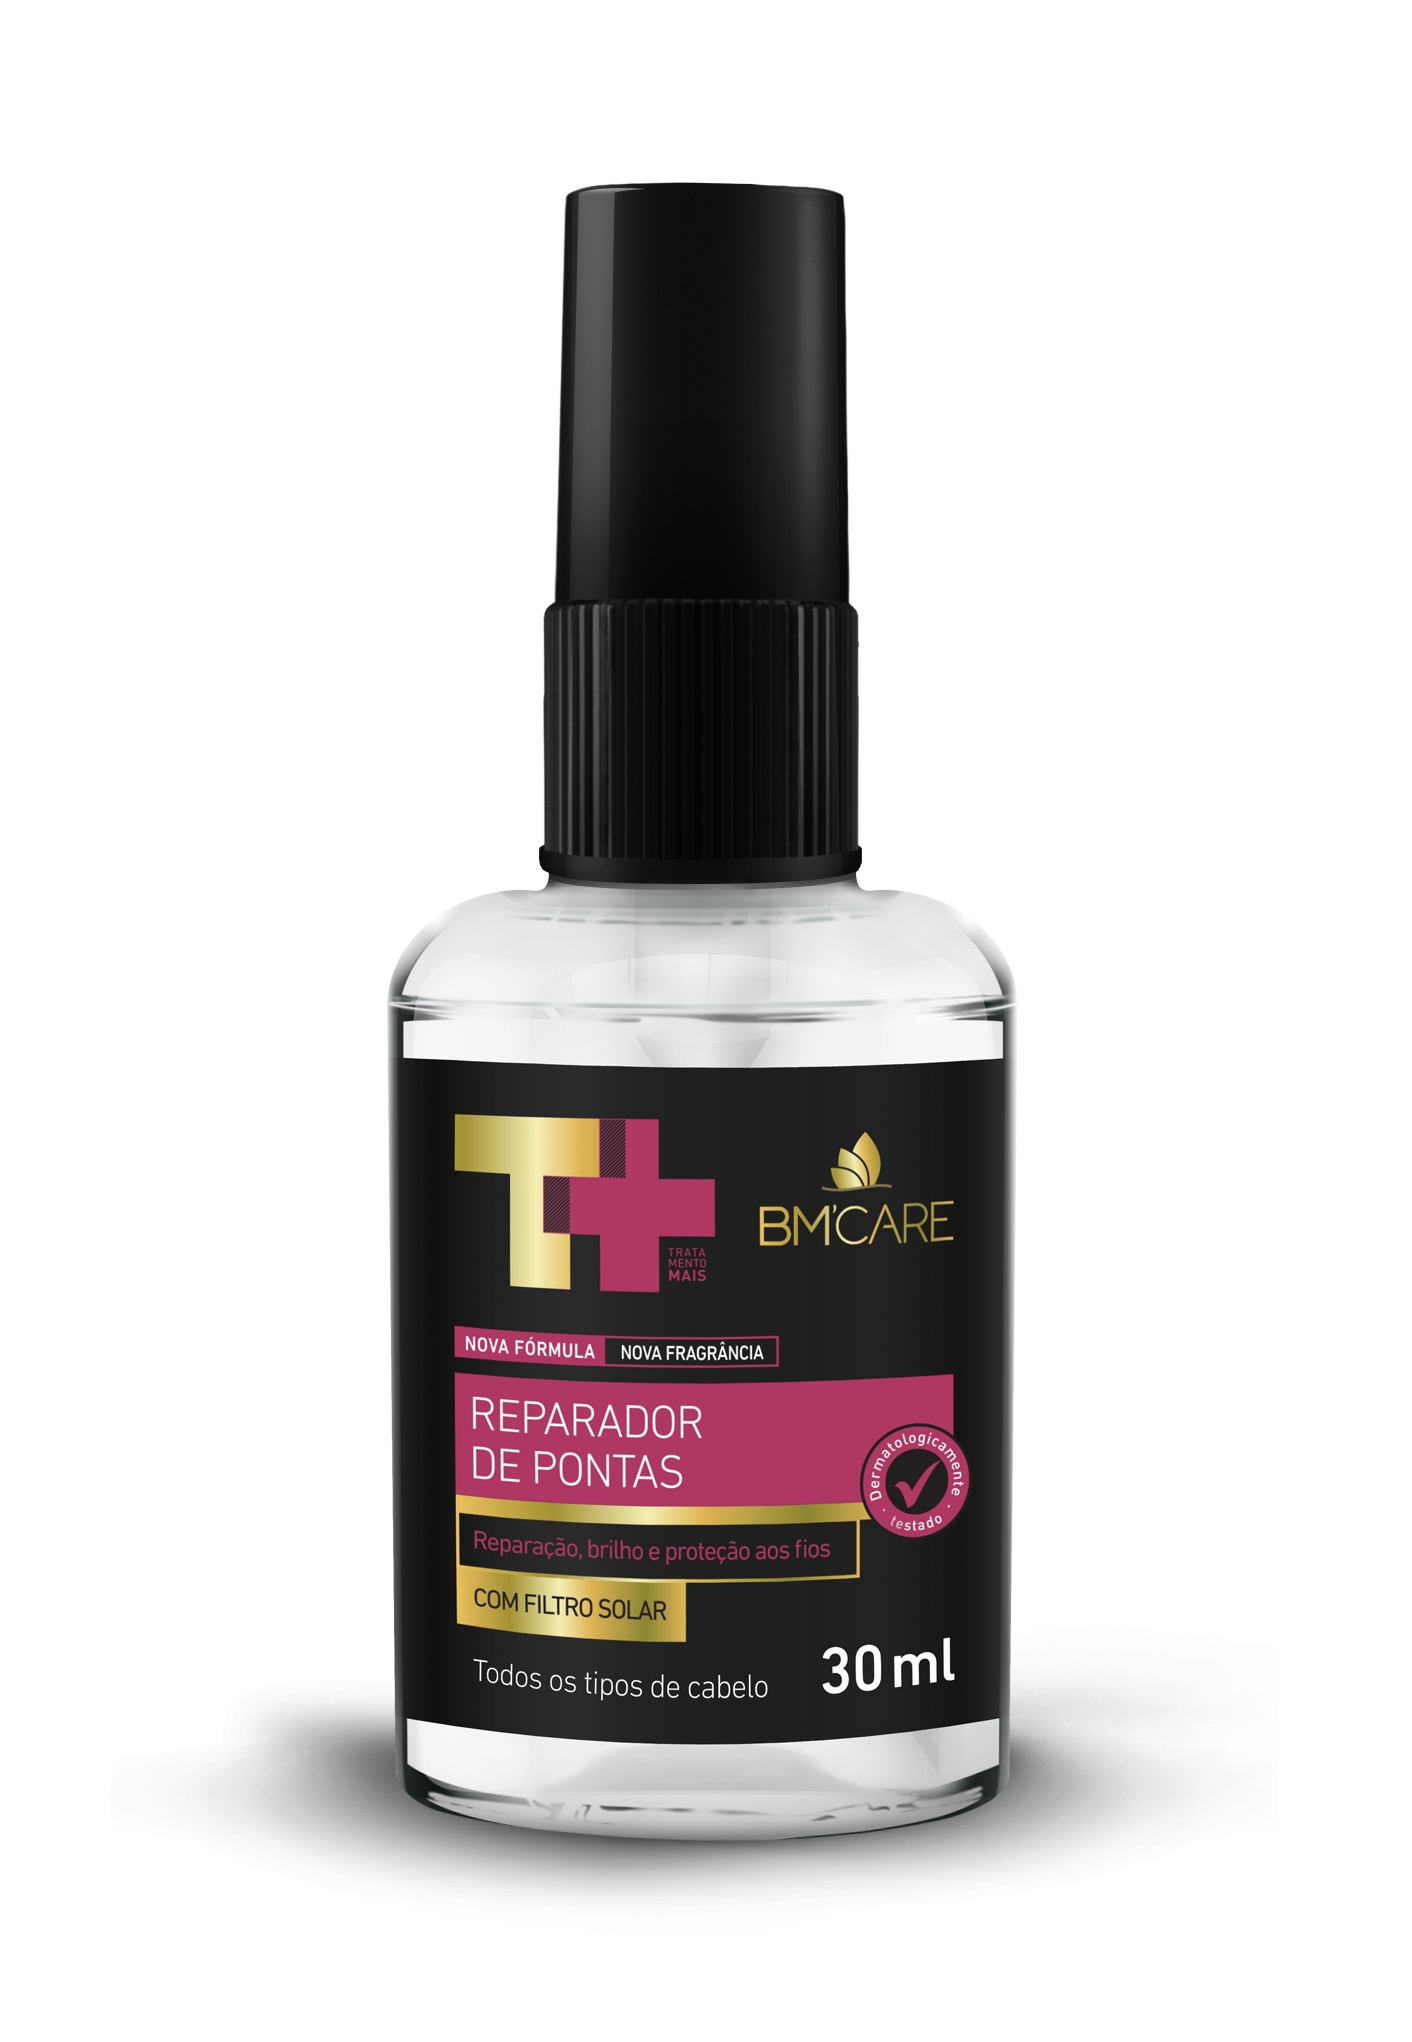 T+
TRATA
MENTO
MAIS
BM'CARE
NOVA FÓRMULA NOVA FRAGRÂNCIA
REPARADOR
DE PONTAS
Dermatologicamente
testado
Reparação, brilho e proteção aos fios
COM FILTRO SOLAR
Todos os tipos de cabelo
30 ml